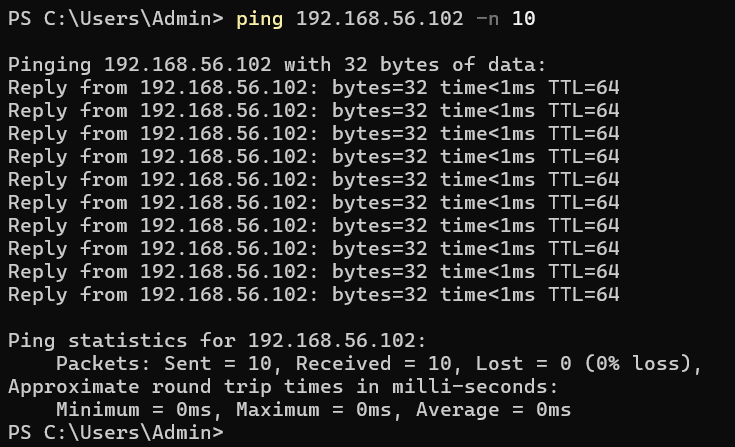 PS C:\Users\Admin> ping 192.168.56.102 -n 10
Pinging 192.168.56.102 with 32 bytes of data:
Reply from 192.168.56.102: bytes=32 time<1ms TTL=64
Reply from 192.168.56.102: bytes=32 time<1ms TTL=64
Reply from 192.168.56.102: bytes=32 time<1ms TTL=64
Reply from 192.168.56.102: bytes=32 time<1ms TTL=64
Reply from 192.168.56.102: bytes=32 time<1ms TTL=64
Reply from 192.168.56.102: bytes=32 time<1ms TTL=64
Reply from 192.168.56.102: bytes=32 time<1ms TTL=64
Reply from 192.168.56.102: bytes=32 time<1ms TTL=64
Reply from 192.168.56.102: bytes=32 time<1ms TTL=64
Reply from 192.168.56.102: bytes=32 time<1ms TTL=64
Ping statistics for 192.168.56.102:
    Packets: Sent = 10, Received = 10, Lost = 0 (0% loss),
Approximate round trip times in milli-seconds:
    Minimum = 0ms, Maximum = 0ms, Average = 0ms
PS C:\Users\Admin>